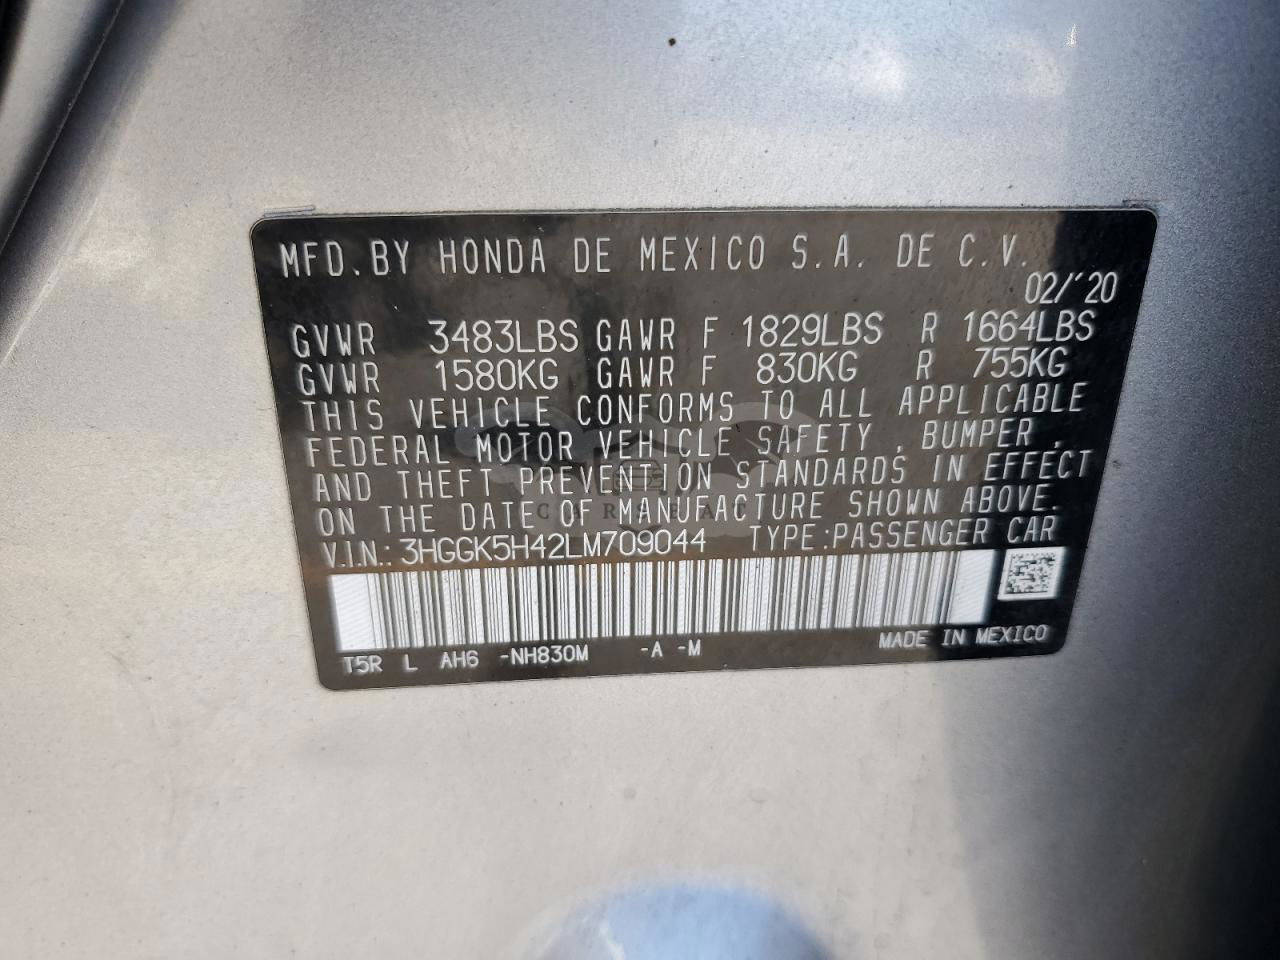 MFD.BY HONDA DE MEXICO S.A. DE C.V.
02/'20
GVWR 3483LBS GAWR F 1829LBS R 1664LBS
GVWR 1580KG GAWR F 830KG R 755KG
THIS VEHICLE CONFORMS TO ALL APPLICABLE
FEDERAL MOTOR VEHICLE SAFETY , BUMPER ,
AND THEFT PREVENTION STANDARDS IN EFFECT
CARSEAT
ON THE DATE OF MANUFACTURE SHOWN ABOVE.
V.I.N.: 3HGGK5H42LM709044 TYPE:PASSENGER CAR
MADE IN MEXICO
T5R L AH6 -NH830M -A -M